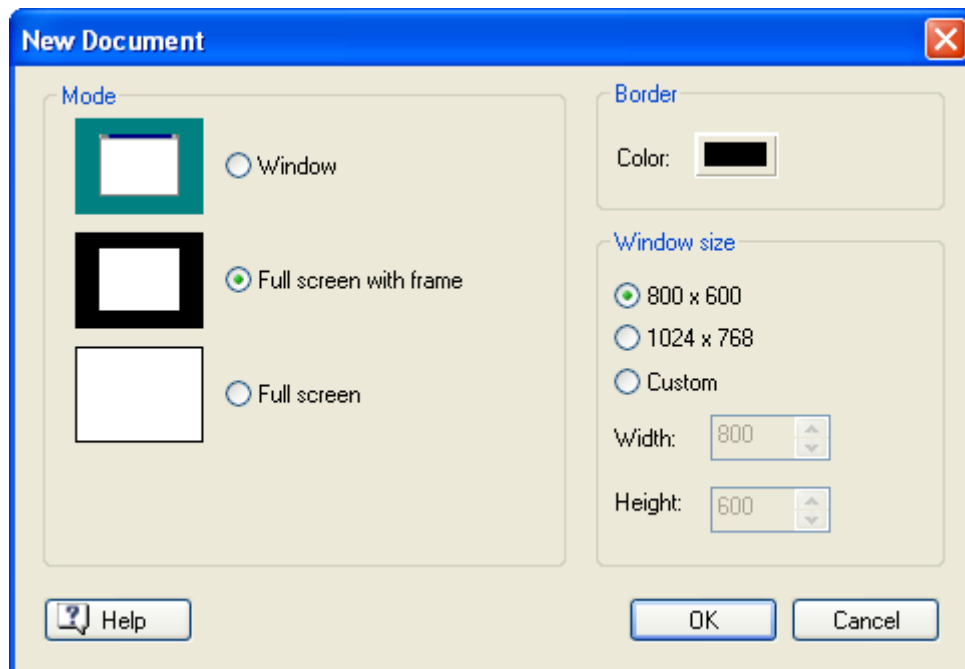 New Document
Mode
Window
Full screen with frame
Full screen
Border
Color:
Window size
800 x 600
1024 x 768
Custom
Width: 800
Height: 600
Help
OK
Cancel